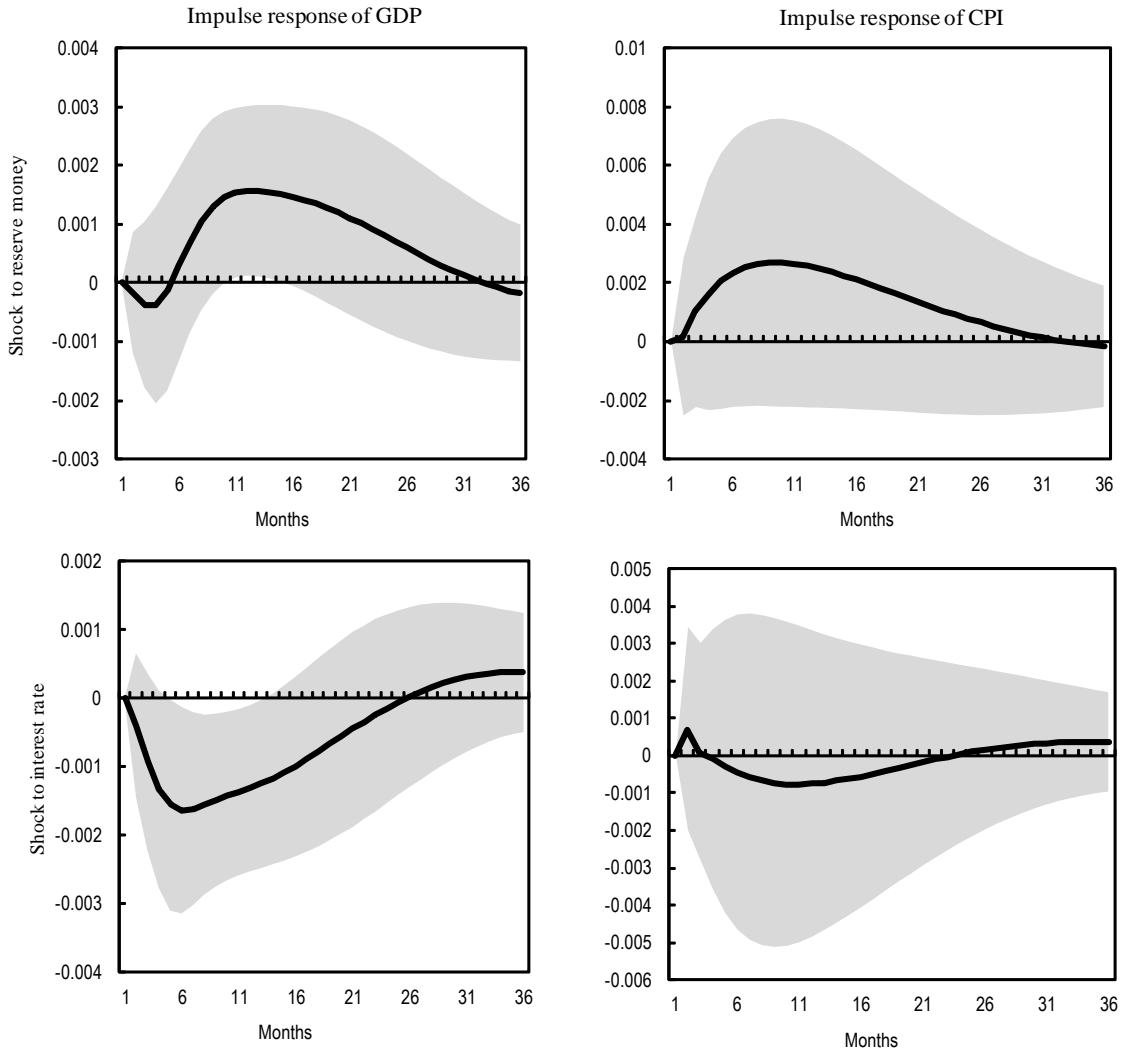 Impulse response of GDP
Impulse response of CPI
Shock to reserve money
0.004
0.003
0.002
0.001
0
-0.001
-0.002
-0.003
1 6 11 16 21 26 31 36
Months
0.01
0.008
0.006
0.004
0.002
0
-0.002
-0.004
1 6 11 16 21 26 31 36
Months
Shock to interest rate
0.002
0.001
0
-0.001
-0.002
-0.003
-0.004
1 6 11 16 21 26 31 36
Months
0.005
0.004
0.003
0.002
0.001
0
-0.001
-0.002
-0.003
-0.004
-0.005
-0.006
1 6 11 16 21 26 31 36
Months